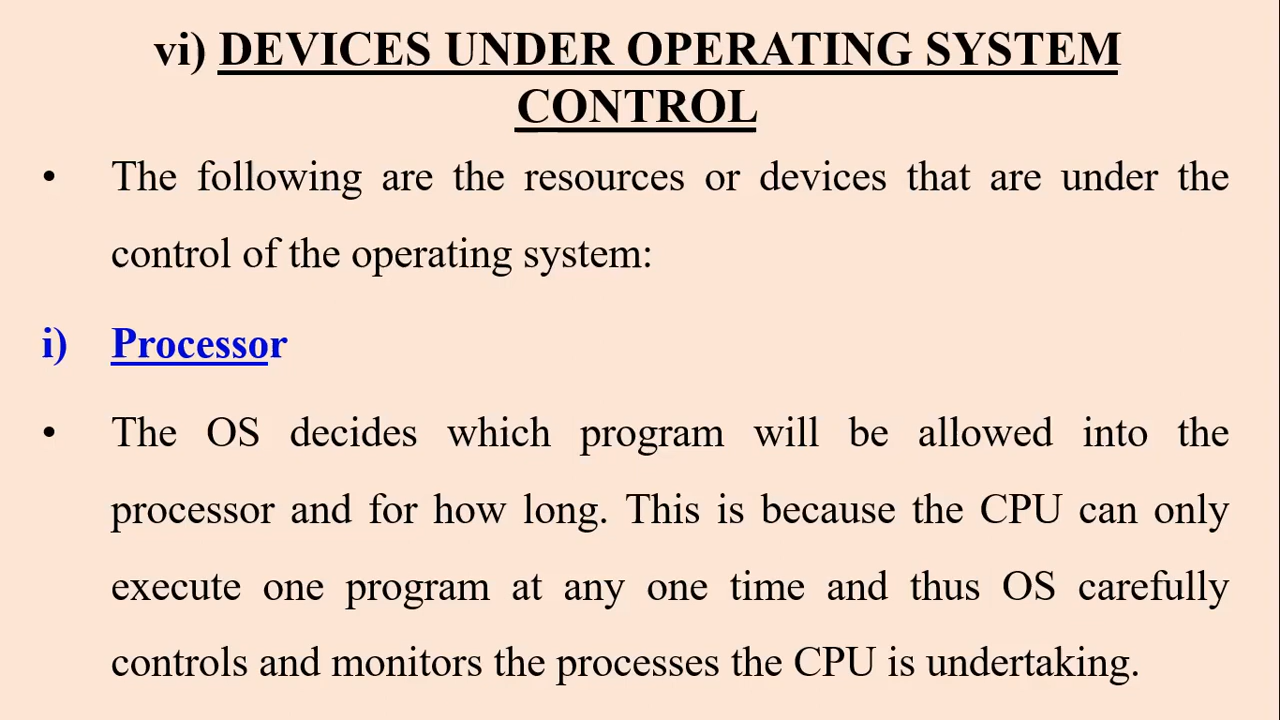 vi) DEVICES UNDER OPERATING SYSTEM
CONTROL
• The following are the resources or devices that are under the
control of the operating system:
i) Processor
• The OS decides which program will be allowed into the
processor and for how long. This is because the CPU can only
execute one program at any one time and thus OS carefully
controls and monitors the processes the CPU is undertaking.